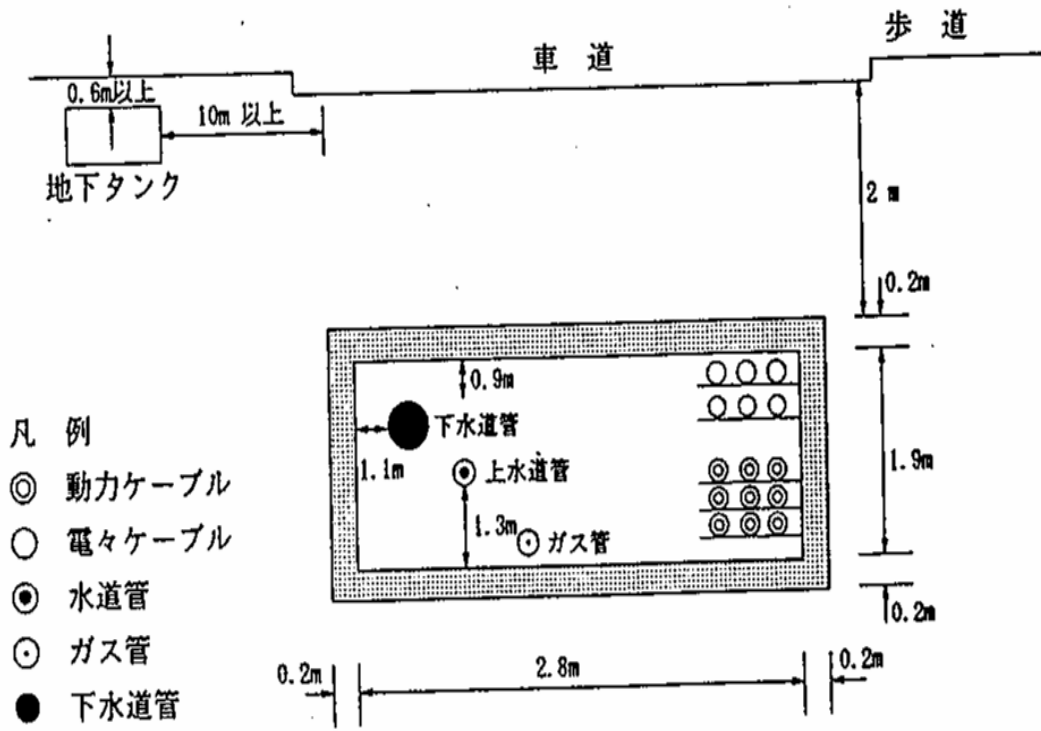 歩 道
車 道
0.6m以上
10m 以上
地下タンク
2 m
0.2m
0.9m
下水道管
1.1m
上水道管
1.9m
1.3m
ガス管
0.2m
0.2m
2.8m
0.2m
凡 例
動力ケーブル
電々ケーブル
水道管
ガス管
下水道管